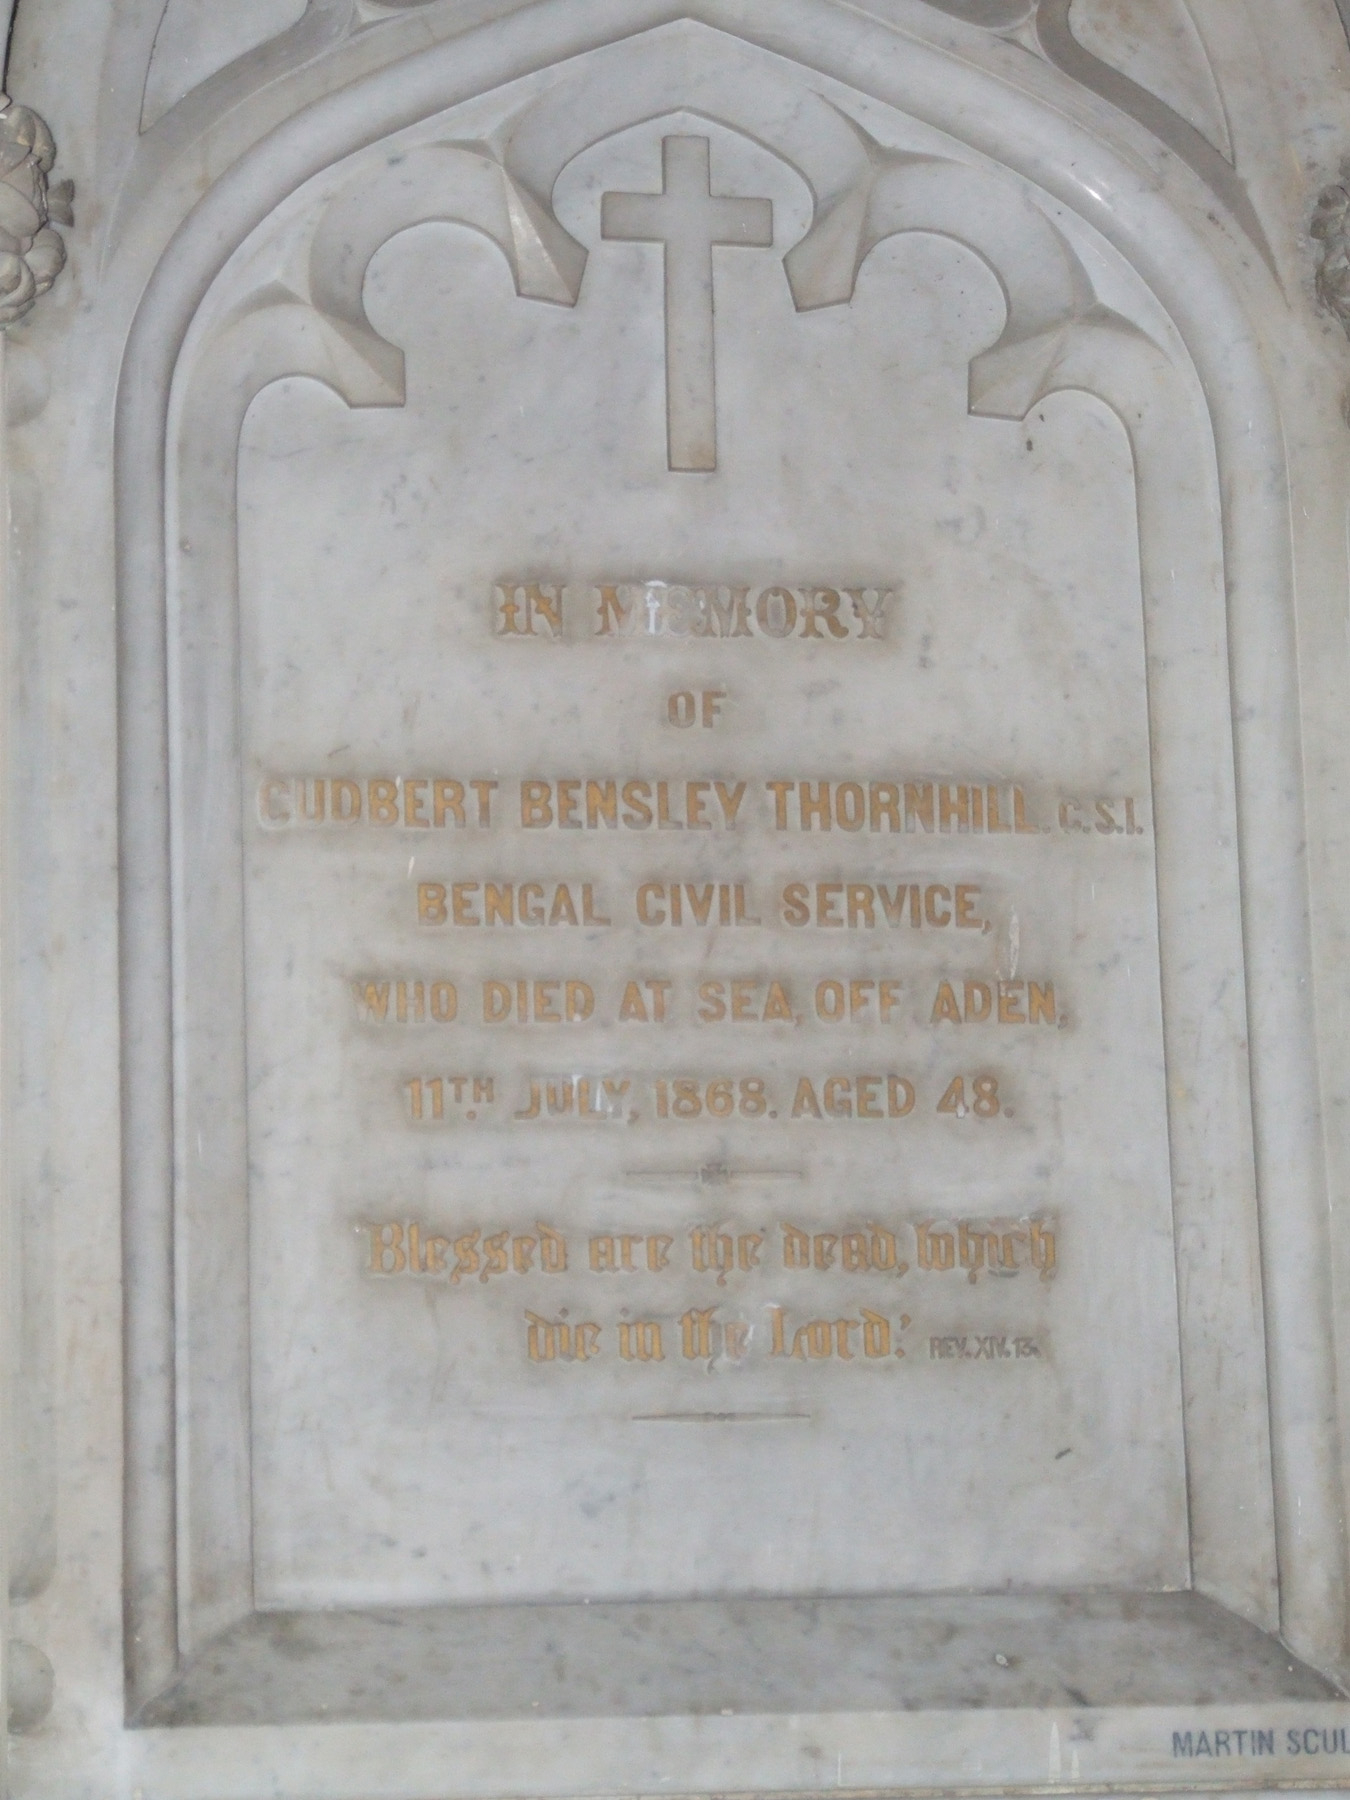 IN MEMORY
OF
CUDBERT BENSLEY THORNHILL. C.S.I.
BENGAL CIVIL SERVICE,
WHO DIED AT SEA, OFF ADEN,
11TH. JULY, 1868. AGED 48.
Blessed are the dead, which
die in the Lord.' REV. XIV. 13.
MARTIN SCUL